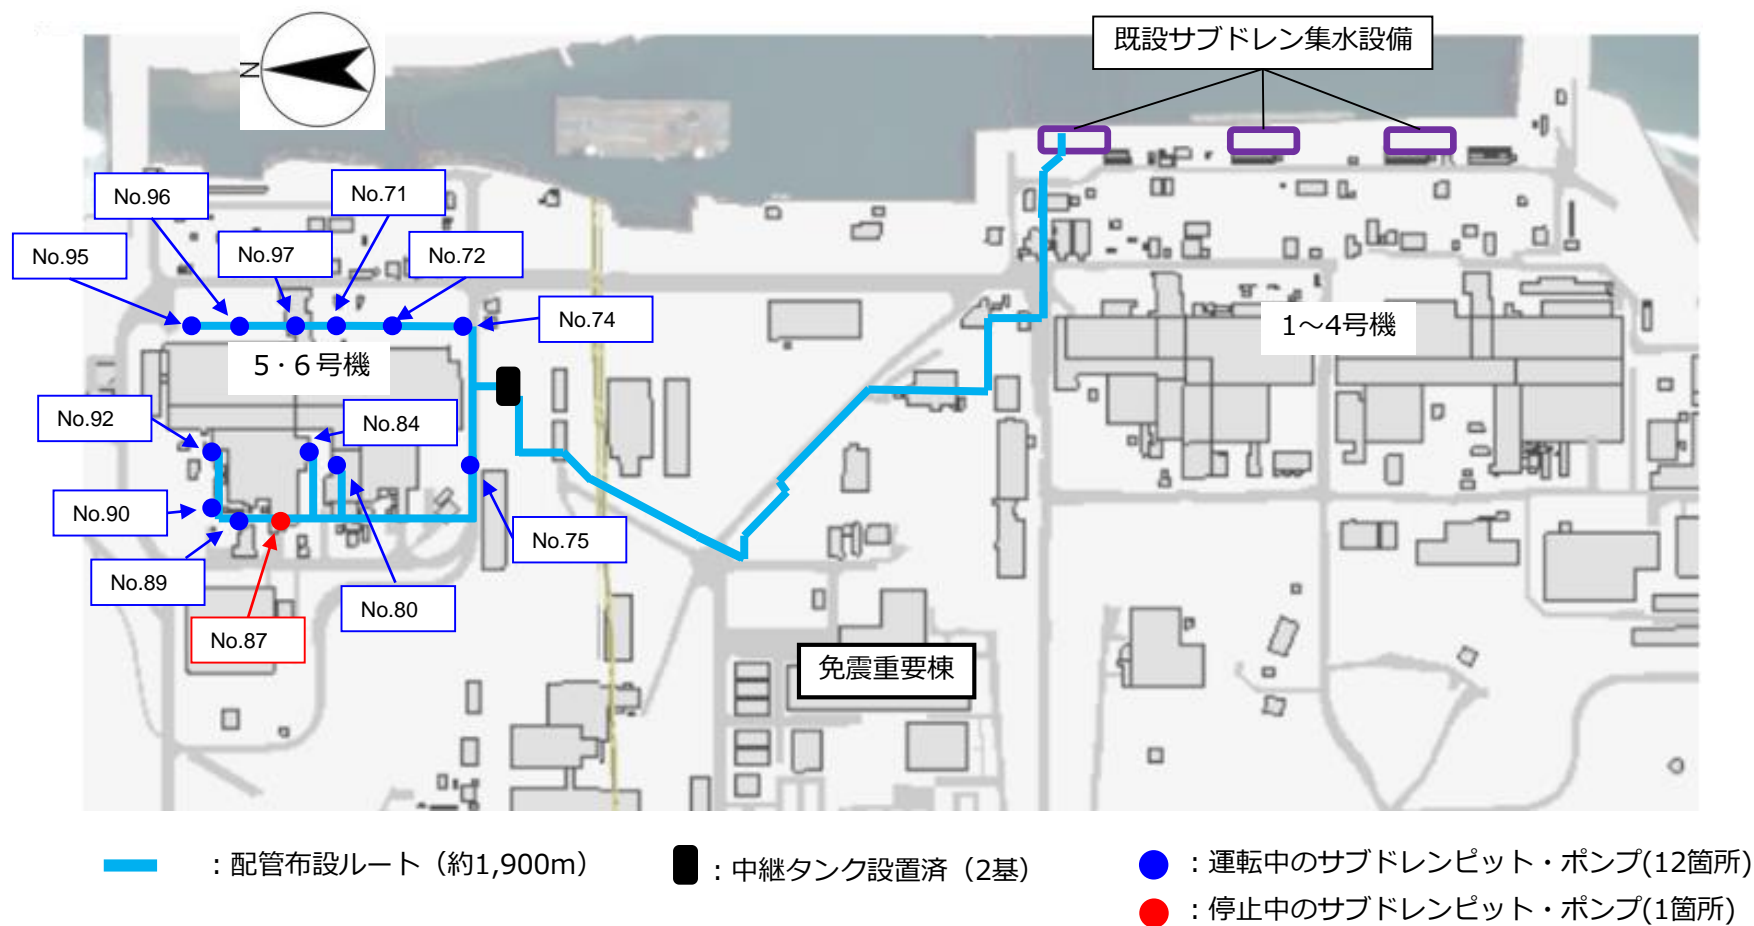 既設サブドレン集水設備
N
No.96
No.71
No.95
No.97
No.72
No.74
1～4号機
5・6号機
No.92
No.84
No.90
No.75
No.89
No.80
No.87
免震重要棟
：配管布設ルート（約1,900m）
：中継タンク設置済（2基）
：運転中のサブドレンピット・ポンプ(12箇所)
：停止中のサブドレンピット・ポンプ(1箇所)